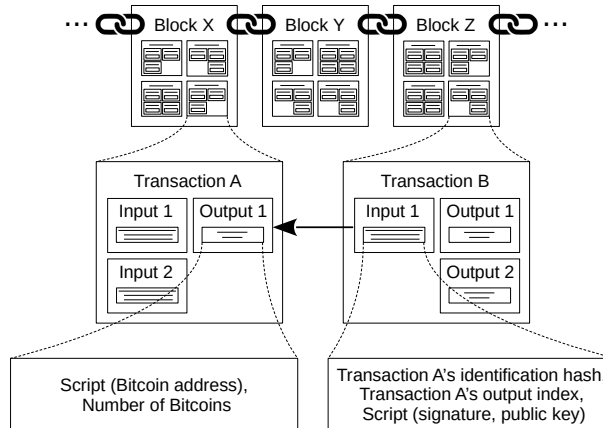 ... Block X Block Y Block Z ...
Transaction A Transaction B
Input 1 Output 1 Input 1 Output 1
Input 2 Output 2
Script (Bitcoin address),
Number of Bitcoins
Transaction A's identification hash,
Transaction A's output index,
Script (signature, public key)